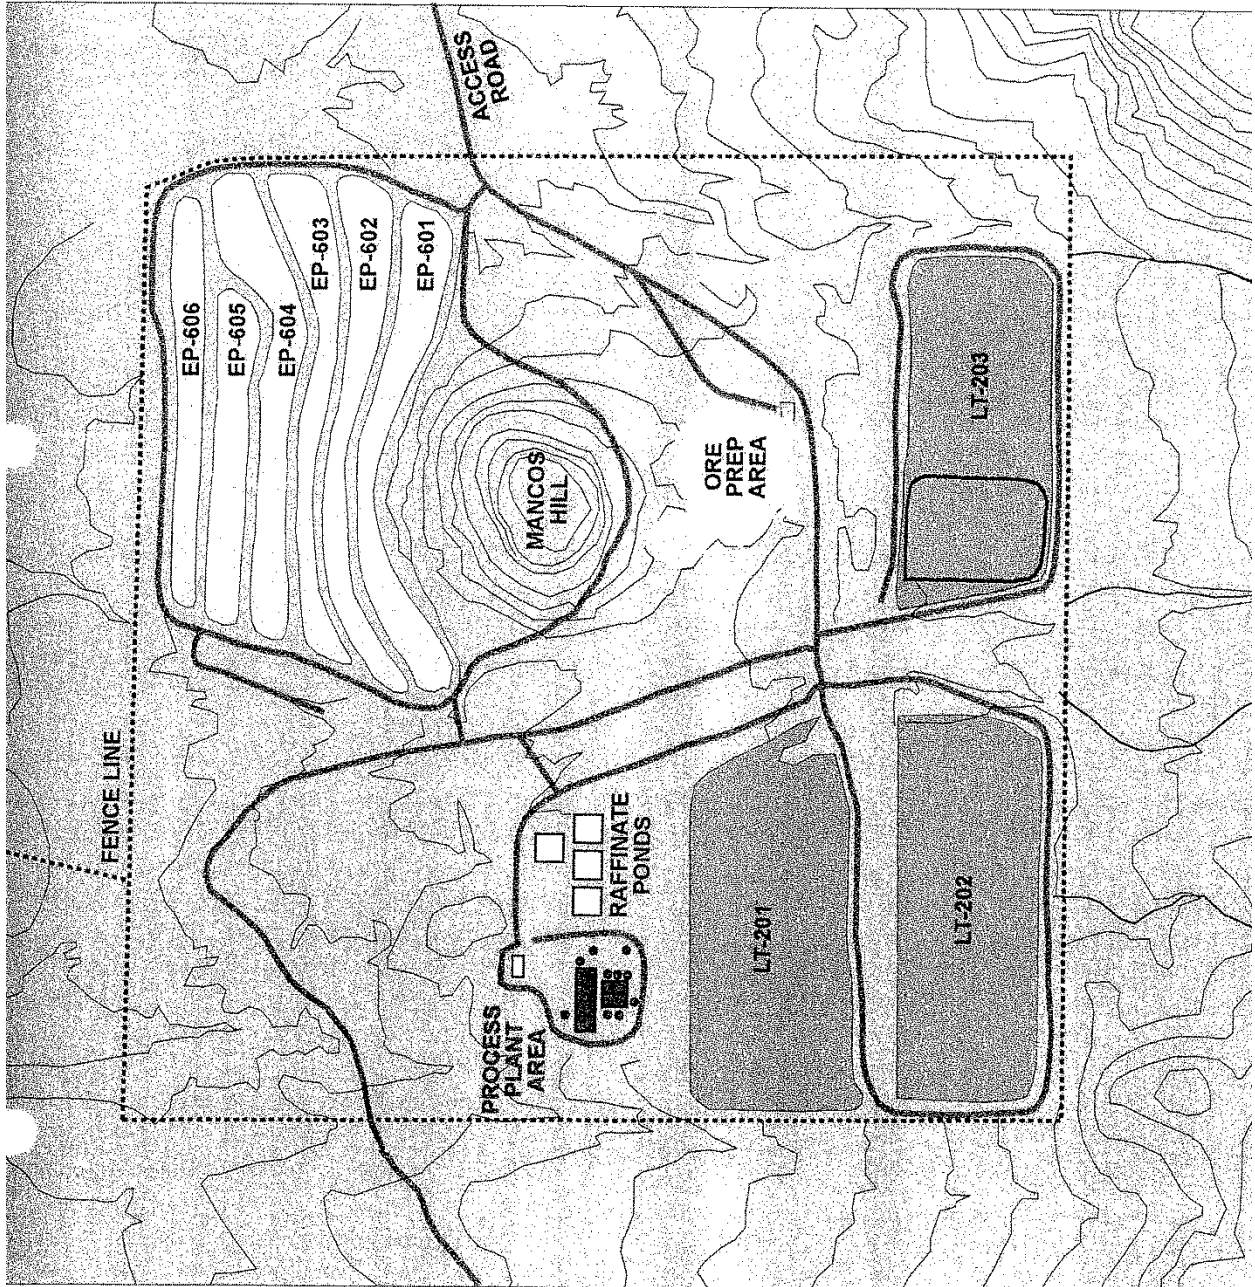 ACCESS
ROAD
FENCE LINE
EP-606
EP-605
EP-604
EP-603
EP-602
EP-601
MANCOS
HILL
ORE
PREP
AREA
PROCESS
PLANT
AREA
RAFFINATE
PONDS
LT-201
LT-202
LT-203